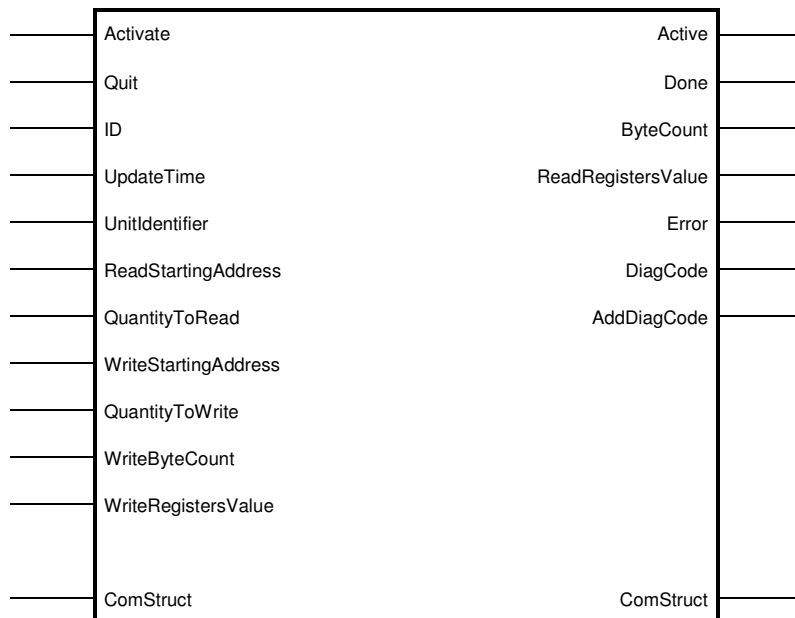 Activate Active
Quit Done
ID ByteCount
UpdateTime ReadRegistersValue
UnitIdentifier Error
ReadStartingAddress DiagCode
QuantityToRead AddDiagCode
WriteStartingAddress
QuantityToWrite
WriteByteCount
WriteRegistersValue
ComStruct ComStruct